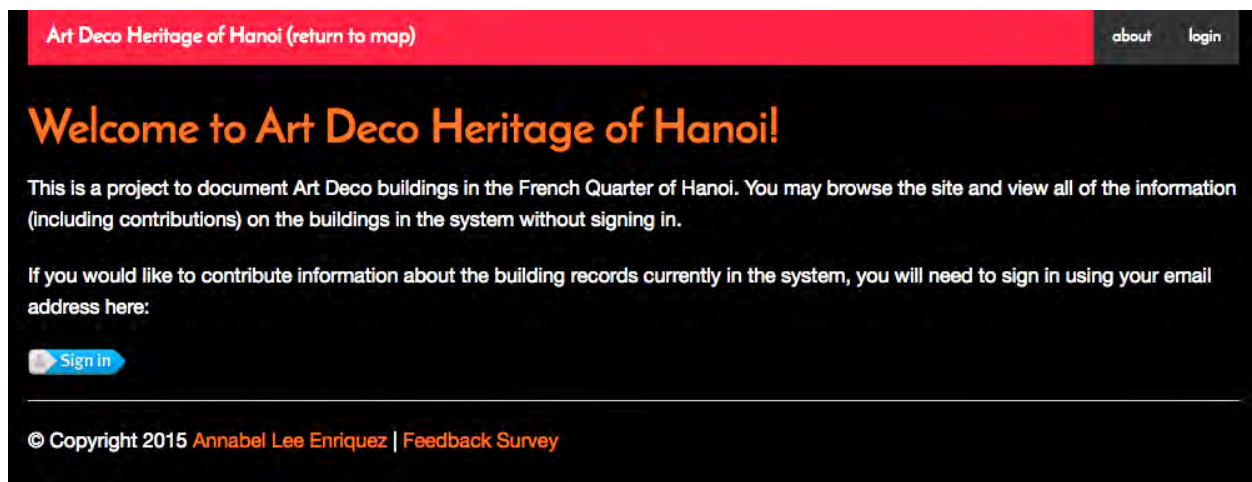 Art Deco Heritage of Hanoi (return to map) about login
Welcome to Art Deco Heritage of Hanoi!
This is a project to document Art Deco buildings in the French Quarter of Hanoi. You may browse the site and view all of the information
(including contributions) on the buildings in the system without signing in.
If you would like to contribute information about the building records currently in the system, you will need to sign in using your email
address here:
Sign in
© Copyright 2015 Annabel Lee Enriquez | Feedback Survey